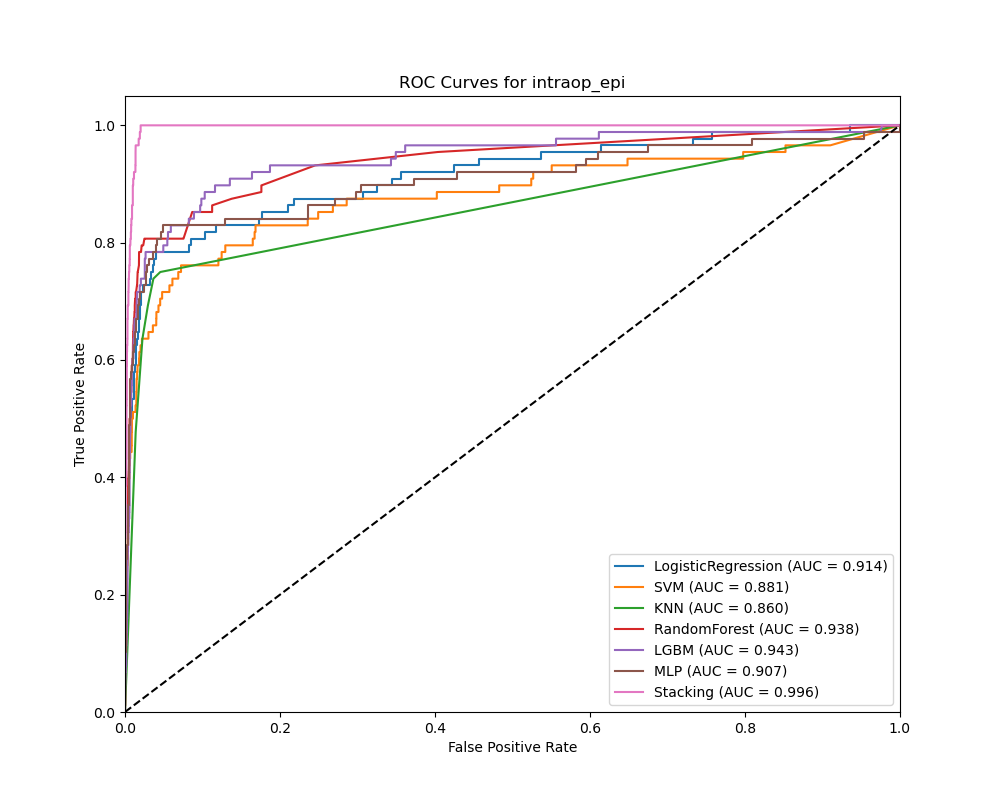 ROC Curves for intraop_epi
True Positive Rate
1.0
0.8
0.6
0.4
0.2
0.0
LogisticRegression (AUC = 0.914)
SVM (AUC = 0.881)
KNN (AUC = 0.860)
RandomForest (AUC = 0.938)
LGBM (AUC = 0.943)
MLP (AUC = 0.907)
Stacking (AUC = 0.996)
0.0 0.2 0.4 0.6 0.8 1.0
False Positive Rate